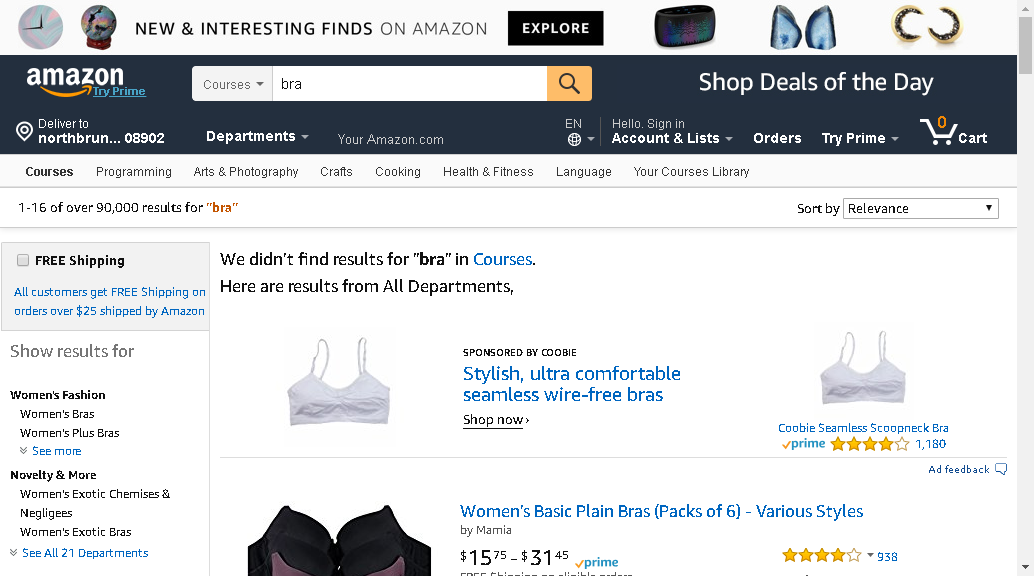 NEW & INTERESTING FINDS ON AMAZON EXPLORE
amazon
Try Prime
Courses
bra
Shop Deals of the Day
Deliver to
northbrun... 08902
Departments
Your Amazon.com
EN
Hello. Sign in
Account & Lists
Orders
Try Prime
0
Cart
Courses Programming Arts & Photography Crafts Cooking Health & Fitness Language Your Courses Library
1-16 of over 90,000 results for "bra"
Sort by Relevance
FREE Shipping
All customers get FREE Shipping on
orders over $25 shipped by Amazon
Show results for
Women's Fashion
Women's Bras
Women's Plus Bras
See more
Novelty & More
Women's Exotic Chemises &
Negligees
Women's Exotic Bras
See All 21 Departments
We didn't find results for "bra" in Courses.
Here are results from All Departments,
SPONSORED BY COOBIE
Stylish, ultra comfortable
seamless wire-free bras
Shop now ›
Coobie Seamless Scoopneck Bra
prime 1,180
Ad feedback
Women's Basic Plain Bras (Packs of 6) - Various Styles
by Mamia
$15 75 - $31 45 prime
938
FREE Shipping on eligible orders